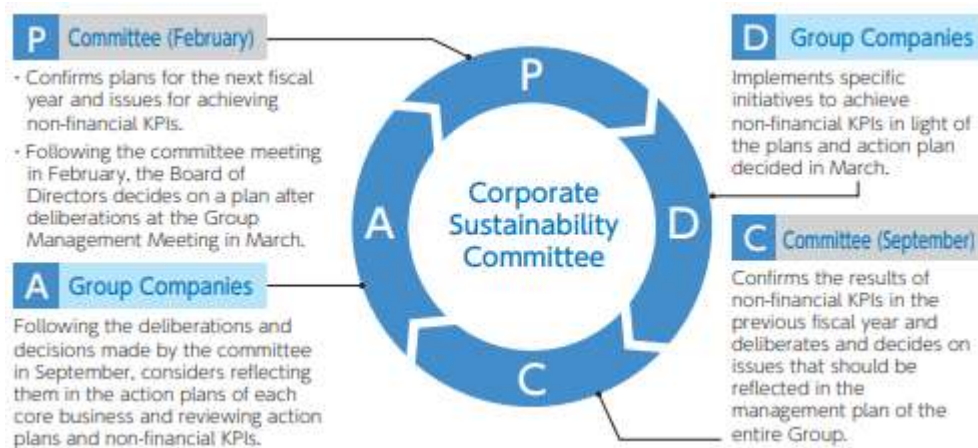 P Committee (February)
・Confirms plans for the next fiscal
year and issues for achieving
non-financial KPIs.
・Following the committee meeting
in February, the Board of
Directors decides on a plan after
deliberations at the Group
Management Meeting in March.
A Group Companies
Following the deliberations and
decisions made by the committee
in September, considers reflecting
them in the action plans of each
core business and reviewing action
plans and non-financial KPIs.
P
A
Corporate
Sustainability
Committee
D
C
D Group Companies
Implements specific
initiatives to achieve
non-financial KPIs in light of
the plans and action plan
decided in March.
C Committee (September)
Confirms the results of
non-financial KPIs in the
previous fiscal year and
deliberates and decides on
issues that should be
reflected in the
management plan of the
entire Group.